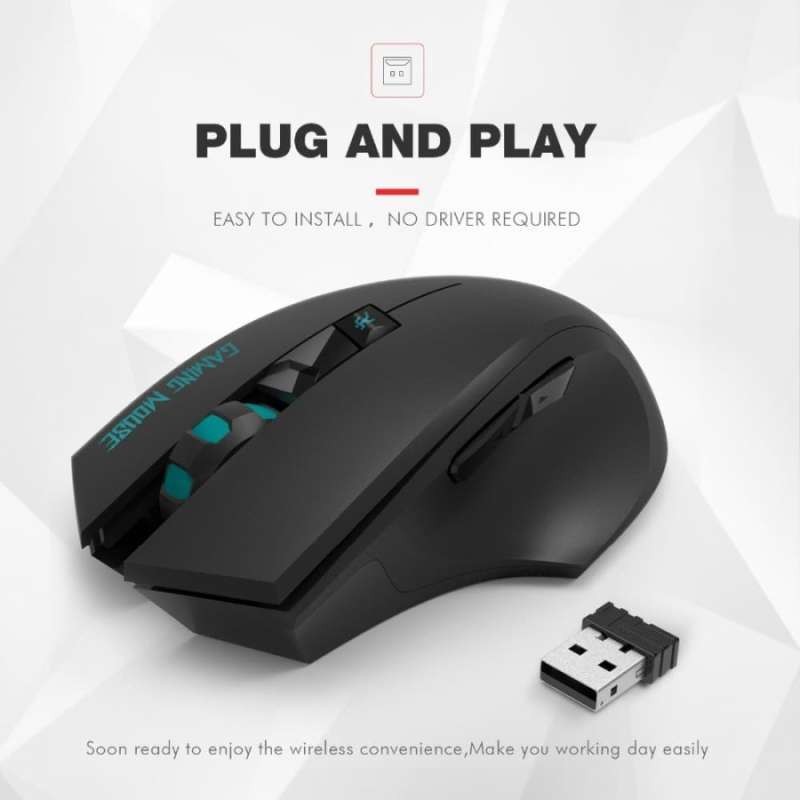 PLUG AND PLAY
EASY TO INSTALL , NO DRIVER REQUIRED
GAMING MOUSE
Soon ready to enjoy the wireless convenience,Make you working day easily